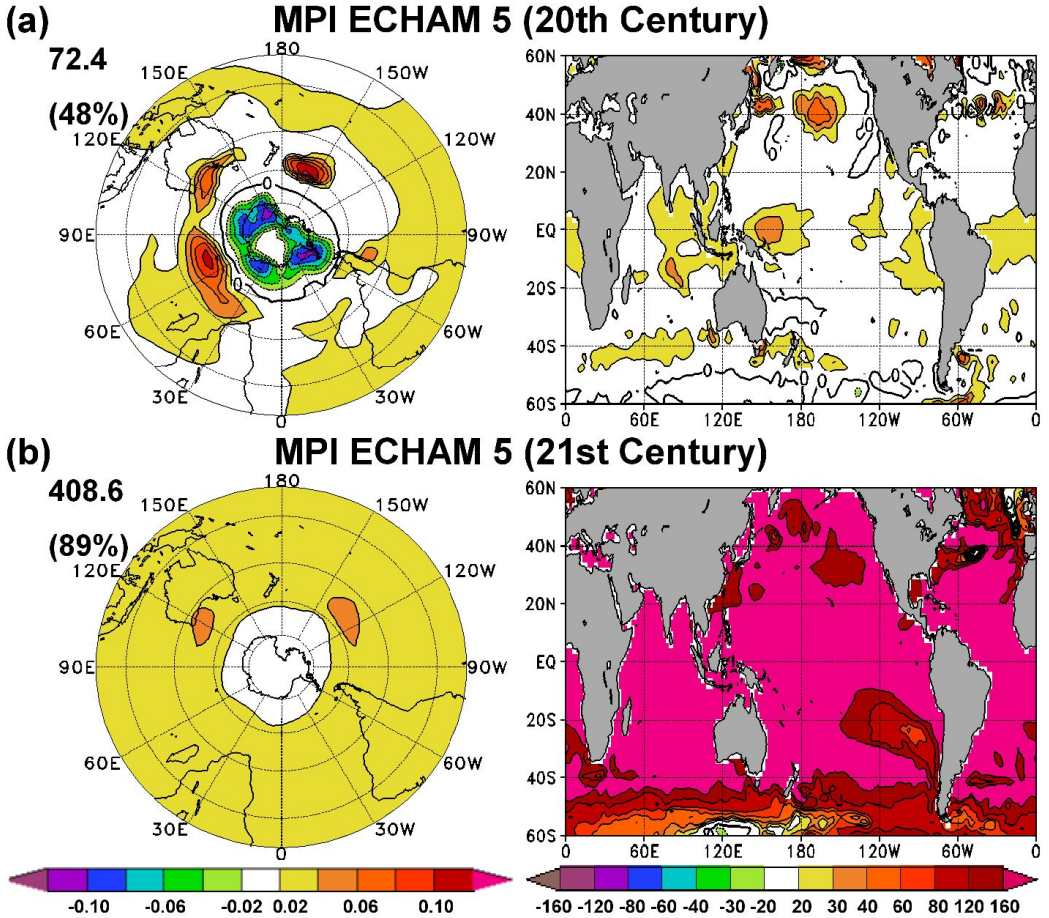 (a) MPI ECHAM 5 (20th Century)
72.4
(48%)
180
150E 150W
120E 120W
90E 90W
60E 60W
30E 30W
0
0
0
60N
40N
20N
EQ
20S
40S
60S
0 60E 120E 180 120W 60W 0
(b) MPI ECHAM 5 (21st Century)
408.6
(89%)
180
150E 150W
120E 120W
90E 90W
60E 60W
30E 30W
0
60N
40N
20N
EQ
20S
40S
60S
0 60E 120E 180 120W 60W 0
-0.10 -0.06 -0.02 0.02 0.06 0.10
-160 -120 -80 -60 -40 -30 -20 20 30 40 60 80 120 160